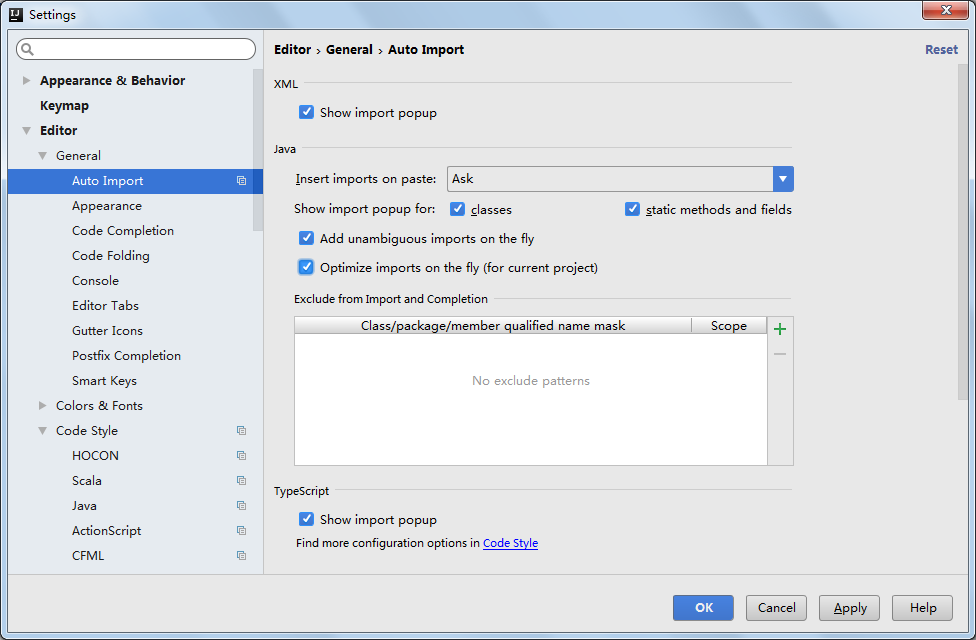 Settings
Appearance & Behavior
Keymap
Editor
General
Auto Import
Appearance
Code Completion
Code Folding
Console
Editor Tabs
Gutter Icons
Postfix Completion
Smart Keys
Colors & Fonts
Code Style
HOCON
Scala
Java
ActionScript
CFML
Editor › General › Auto Import
Reset
XML
Show import popup
Java
Insert imports on paste: Ask
Show import popup for: classes static methods and fields
Add unambiguous imports on the fly
Optimize imports on the fly (for current project)
Exclude from Import and Completion
Class/package/member qualified name mask Scope
No exclude patterns
TypeScript
Show import popup
Find more configuration options in Code Style
OK Cancel Apply Help